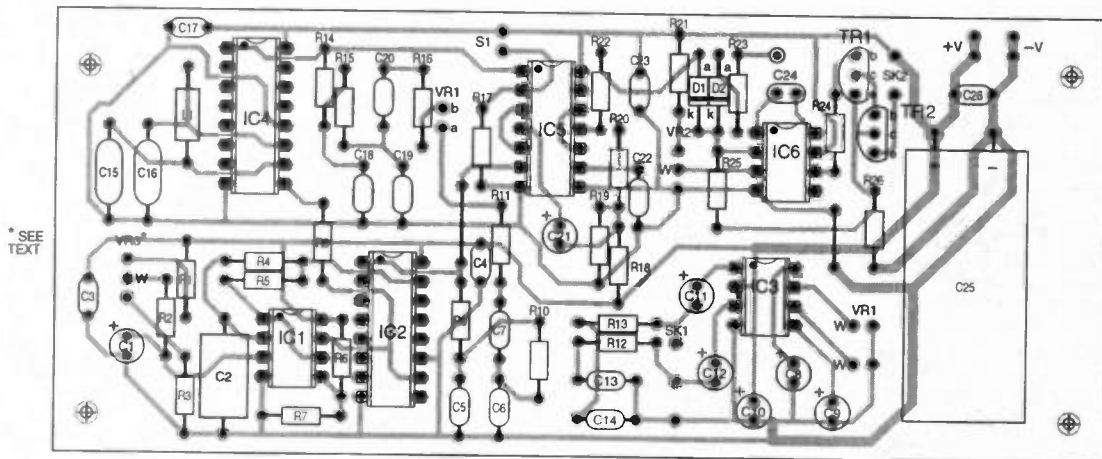 C17
R14
R15
C20
R16
S1
VR1
b
a
R17
R22
C23
R21
a
a
R23
D1
D2
k
k
VR2
W
C24
TR1
b
c
SK2
TR2
R24
+V
-V
C26
IC4
IC5
R20
C22
R25
IC6
R26
C15
C16
C18
C19
R11
R19
C21
+
R18
* SEE
TEXT
VR3*
W
R1
R2
R3
C3
+
C1
C2
R4
R5
IC1
R6
R7
IC2
C4
C7
R10
C5
C6
+
C11
R13
R12
SK1
C13
C14
+
C12
C3
+
C8
+
C10
+
C9
W
VR1
W
-
C25